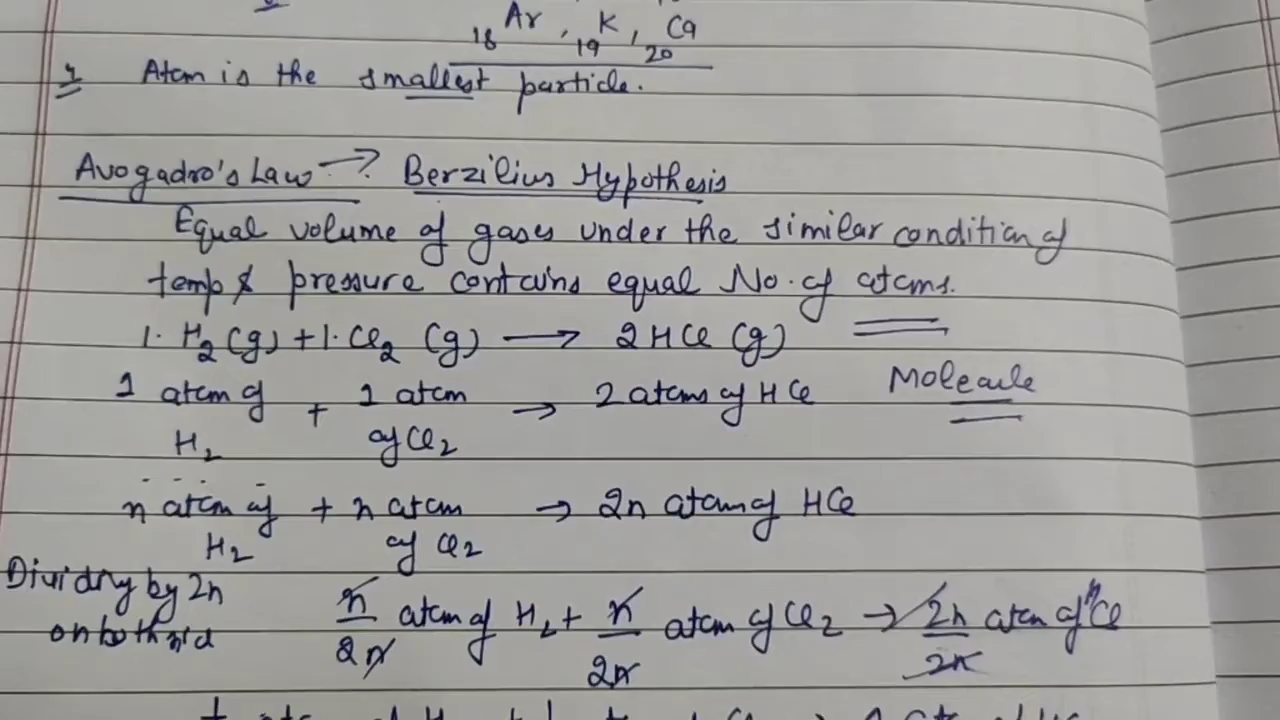 18Ar, 19K, 20Ca
Atom is the smallest particle.
Avogadro's Law → Berzilius Hypothesis
Equal volume of gases under the similar condition of
temp & pressure contains equal No. of atoms.
1. H2(g) + 1. Cl2 (g) → 2HCl (g)
Molecule
1 atom of H2 + 1 atom of Cl2 → 2 atoms of HCl
n atom of H2 + n atom of Cl2 → 2n atom of HCl
Dividing by 2n
on both
n/2n atom of H2 + n/2n atom of Cl2 → 2n/2n atom of HCl